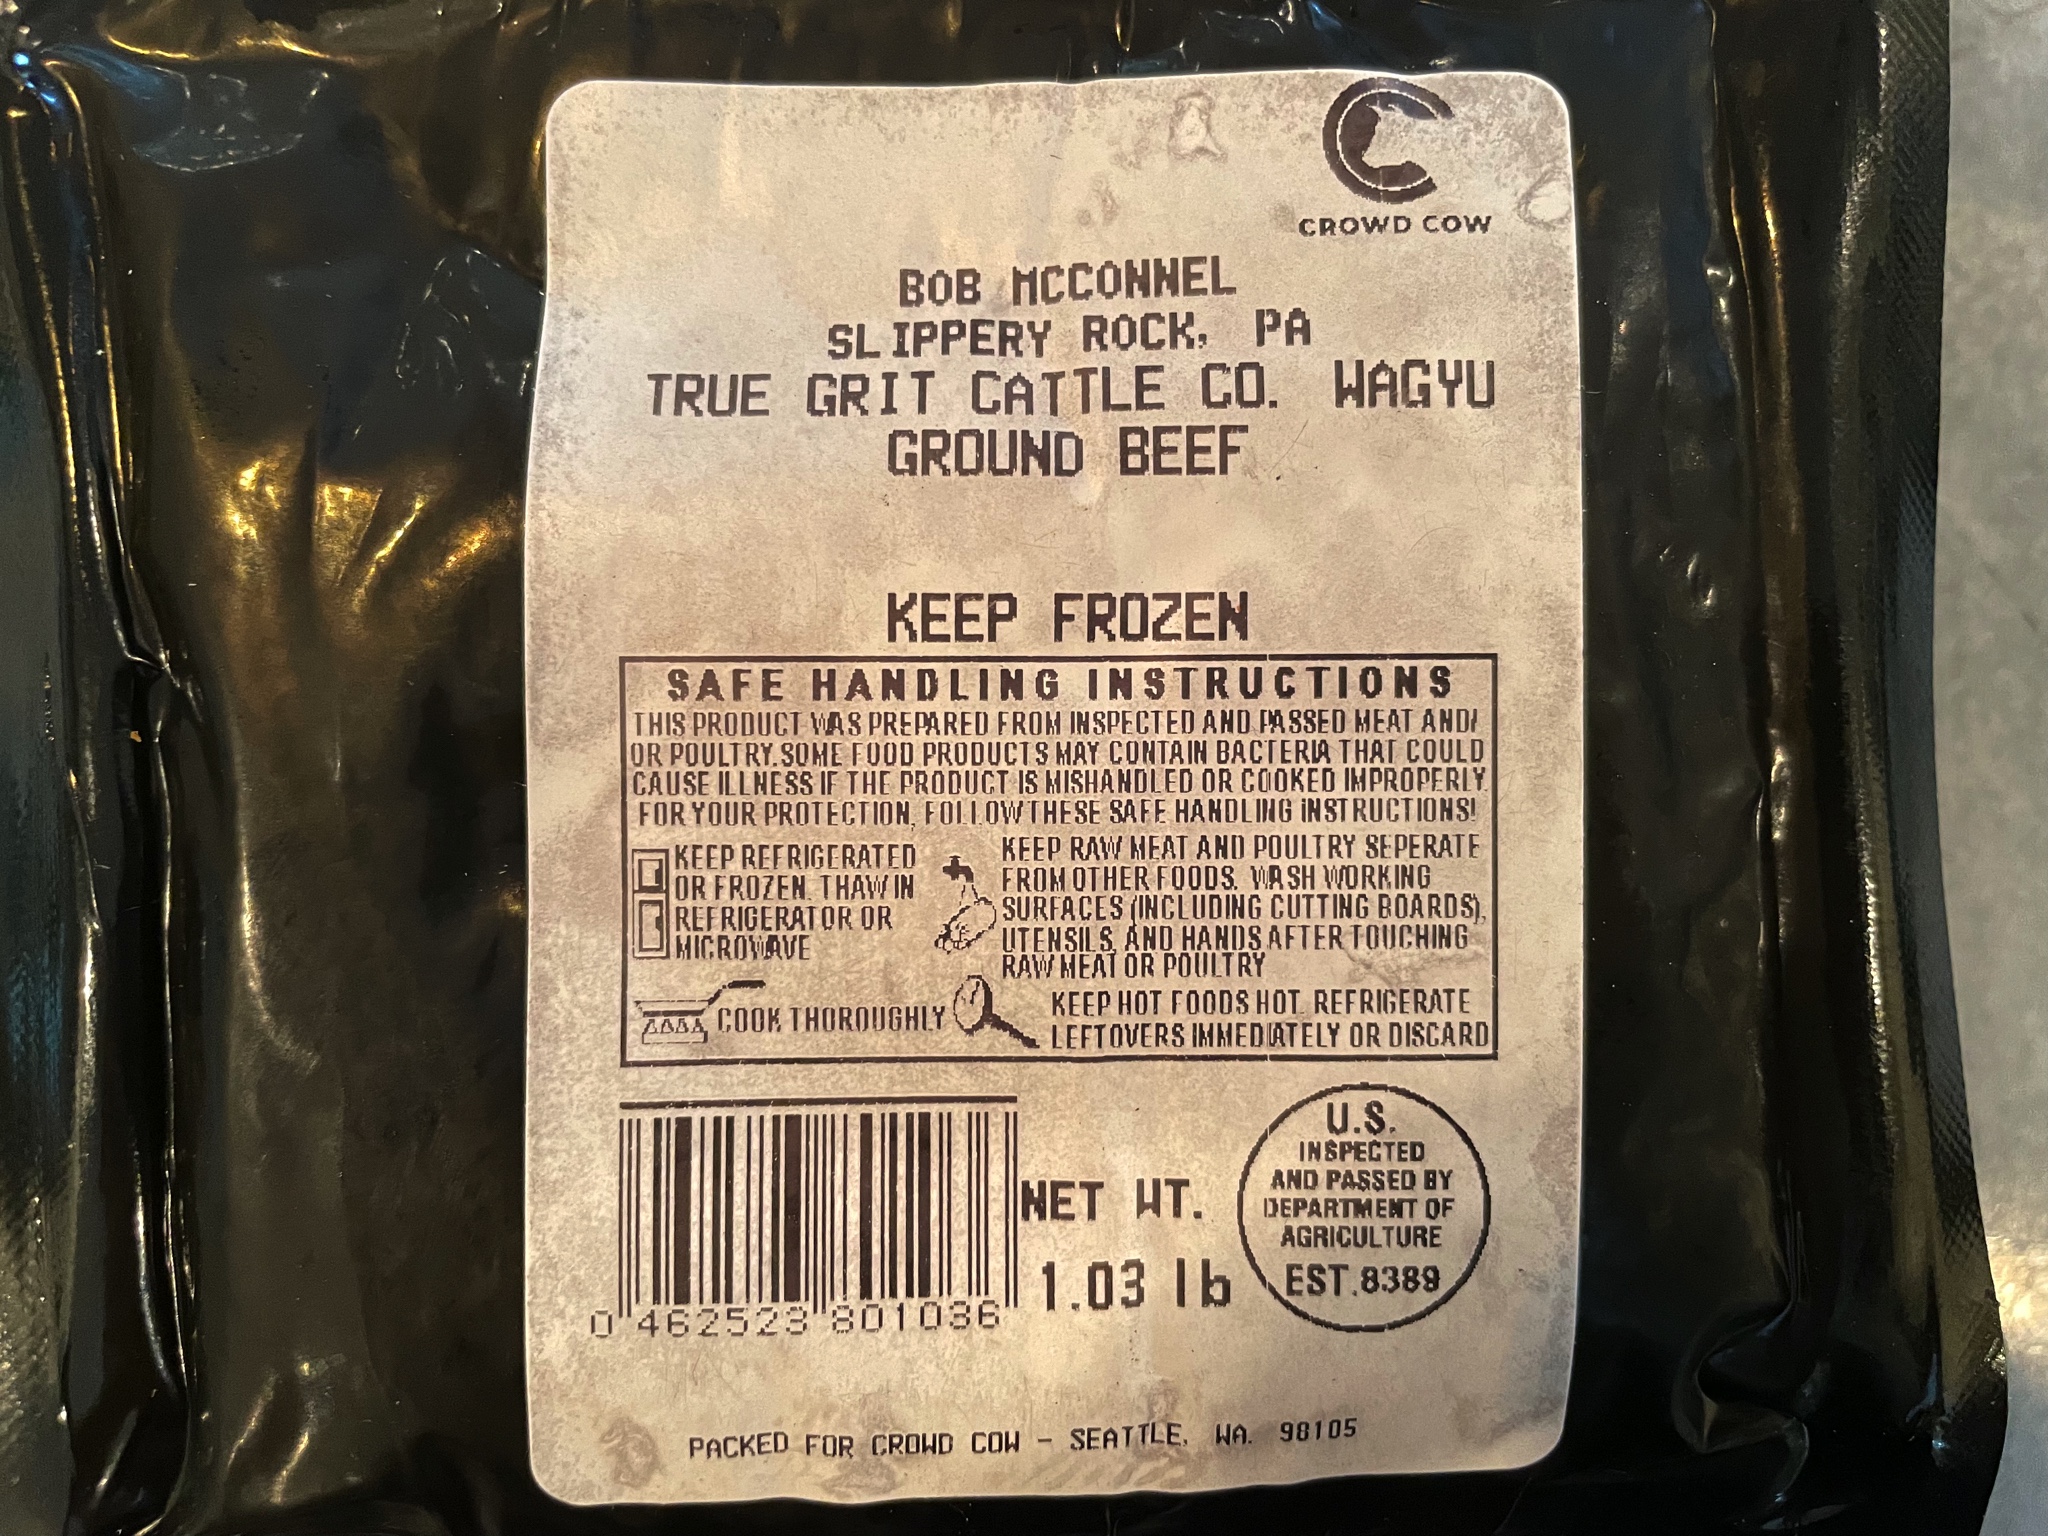 CROWD COW
BOB MCCONNEL
SLIPPERY ROCK, PA
TRUE GRIT CATTLE CO. WAGYU
GROUND BEEF
KEEP FROZEN
SAFE HANDLING INSTRUCTIONS
THIS PRODUCT WAS PREPARED FROM INSPECTED AND PASSED MEAT AND/
OR POULTRY. SOME FOOD PRODUCTS MAY CONTAIN BACTERIA THAT COULD
CAUSE ILLNESS IF THE PRODUCT IS MISHANDLED OR COOKED IMPROPERLY.
FOR YOUR PROTECTION, FOLLOW THESE SAFE HANDLING INSTRUCTIONS!
KEEP REFRIGERATED
OR FROZEN. THAW IN
REFRIGERATOR OR
MICROWAVE
KEEP RAW MEAT AND POULTRY SEPERATE
FROM OTHER FOODS. WASH WORKING
SURFACES (INCLUDING CUTTING BOARDS),
UTENSILS, AND HANDS AFTER TOUCHING
RAW MEAT OR POULTRY
COOK THOROUGHLY
KEEP HOT FOODS HOT. REFRIGERATE
LEFTOVERS IMMEDIATELY OR DISCARD
0 462523 801036
NET WT.
1.03 lb
U.S.
INSPECTED
AND PASSED BY
DEPARTMENT OF
AGRICULTURE
EST.8389
PACKED FOR CROWD COW - SEATTLE, WA. 98105